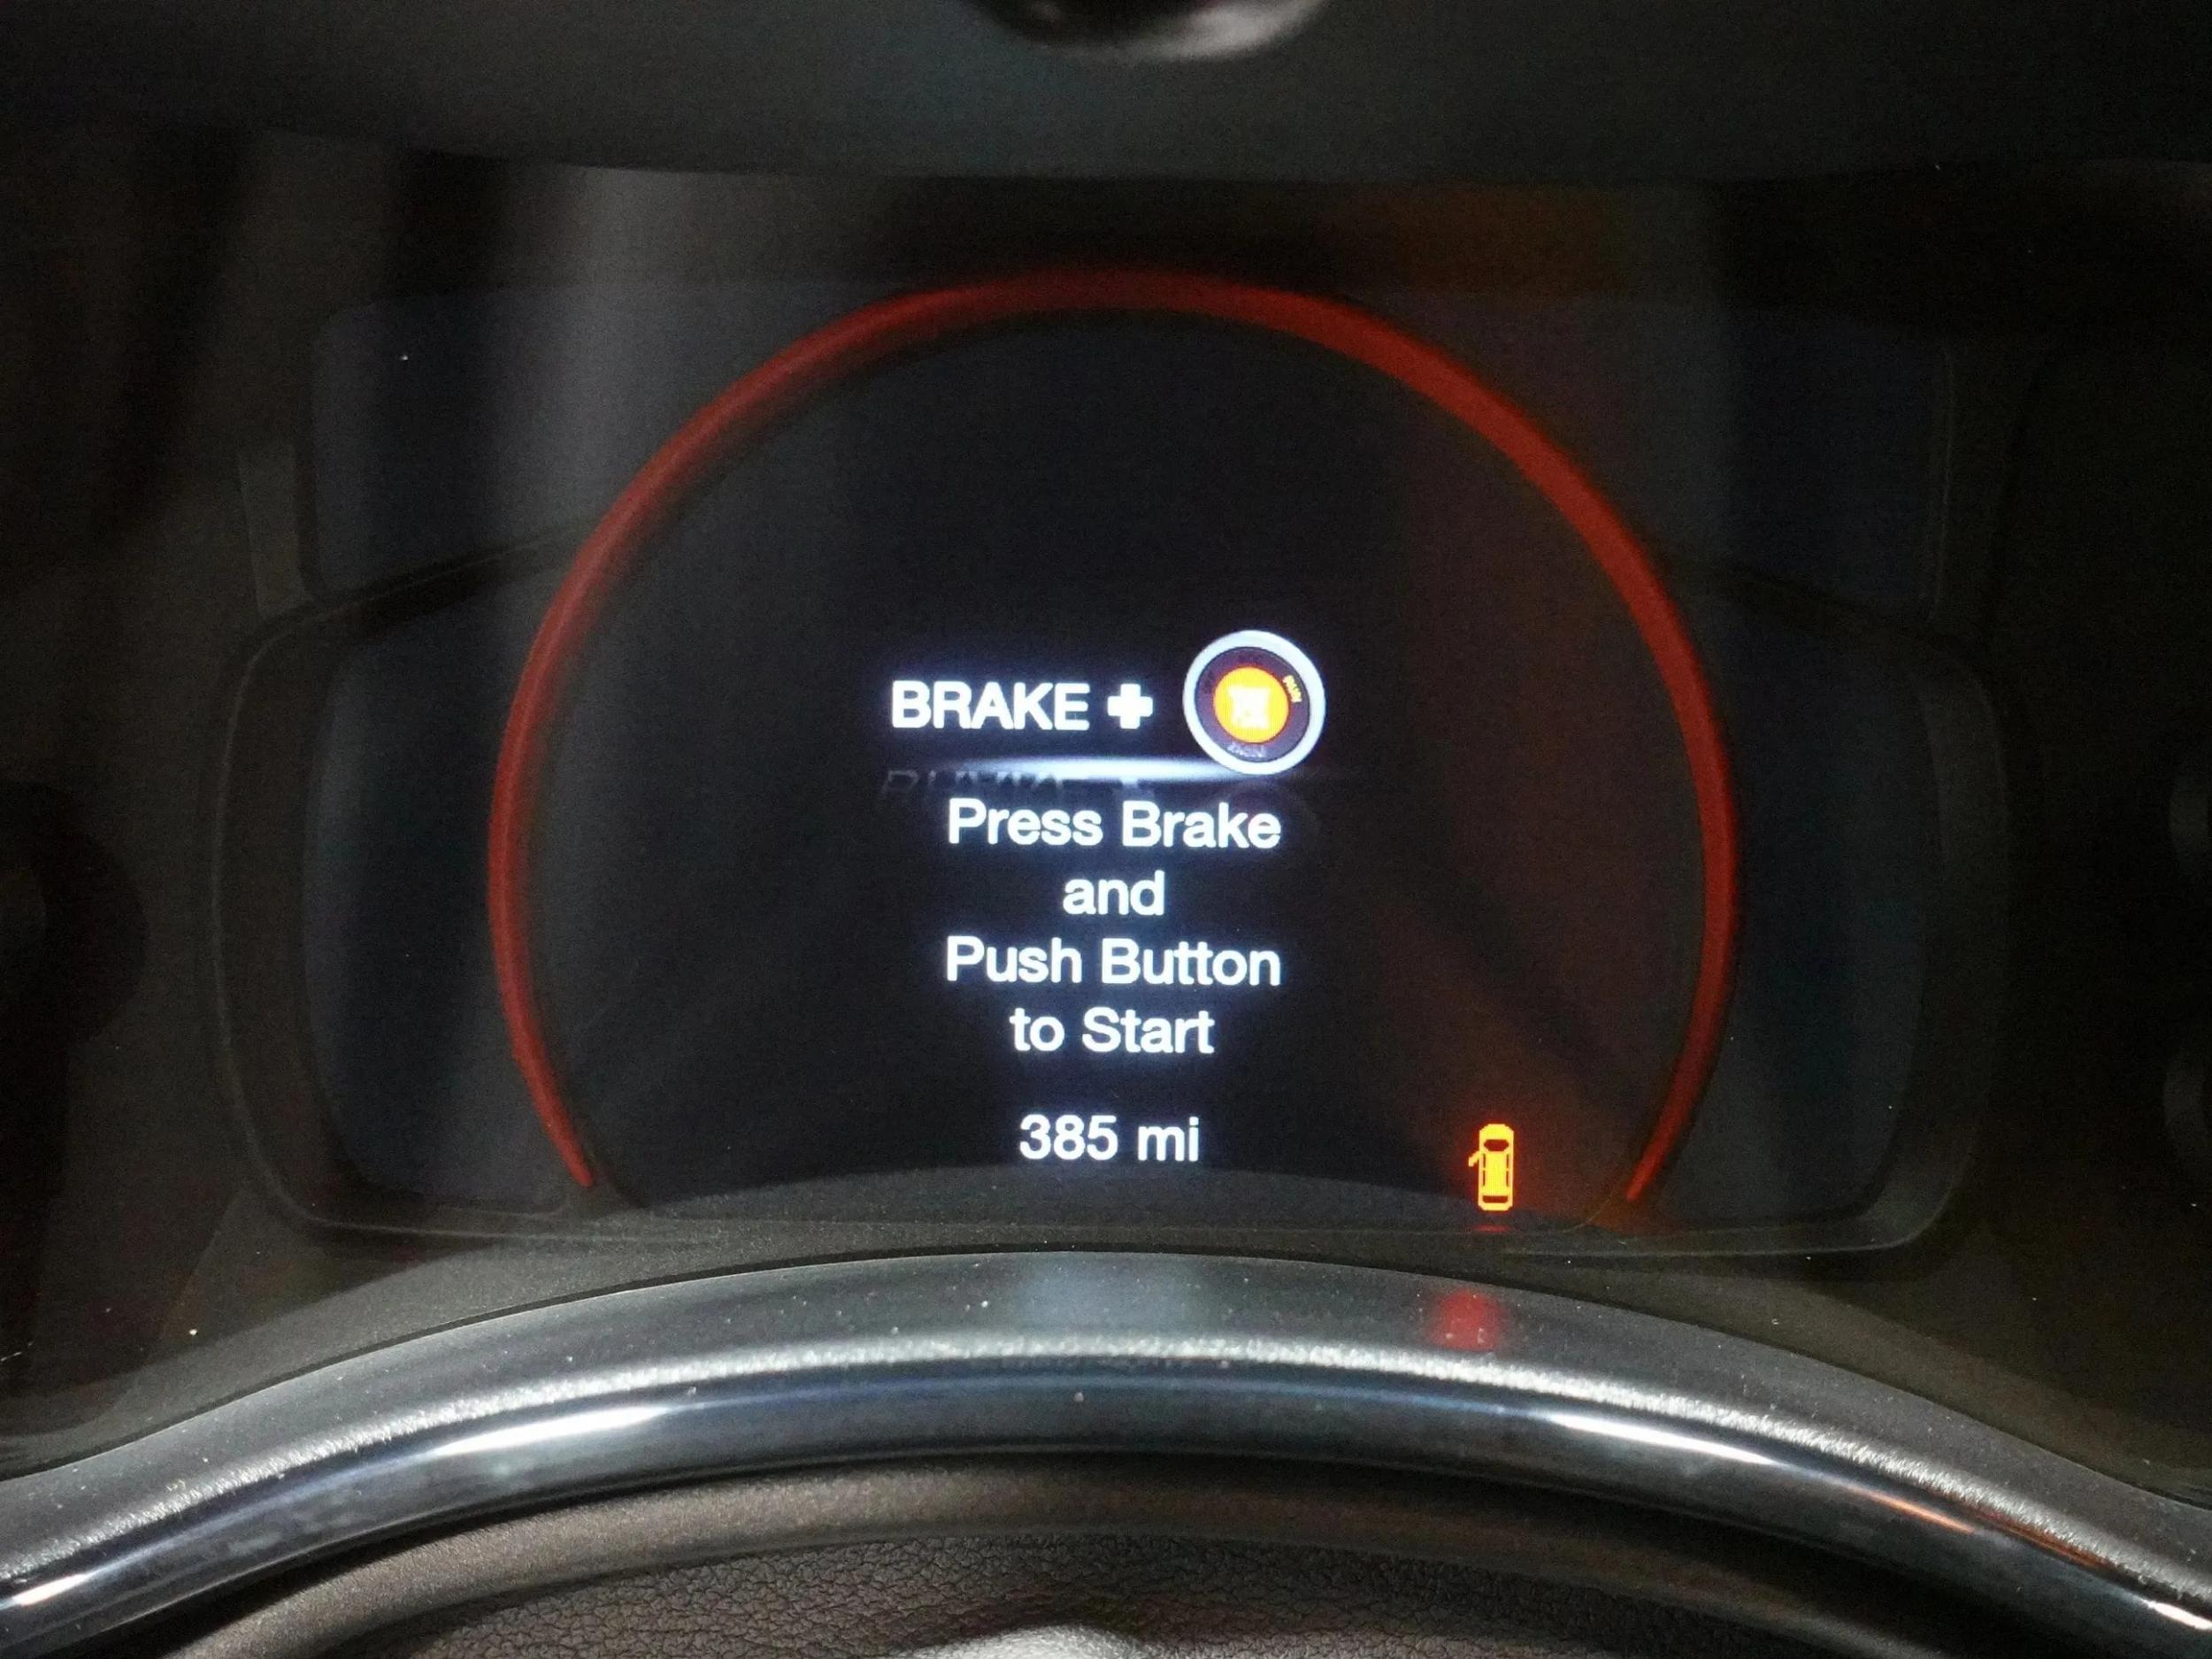 BRAKE +
Press Brake
and
Push Button
to Start
385 mi